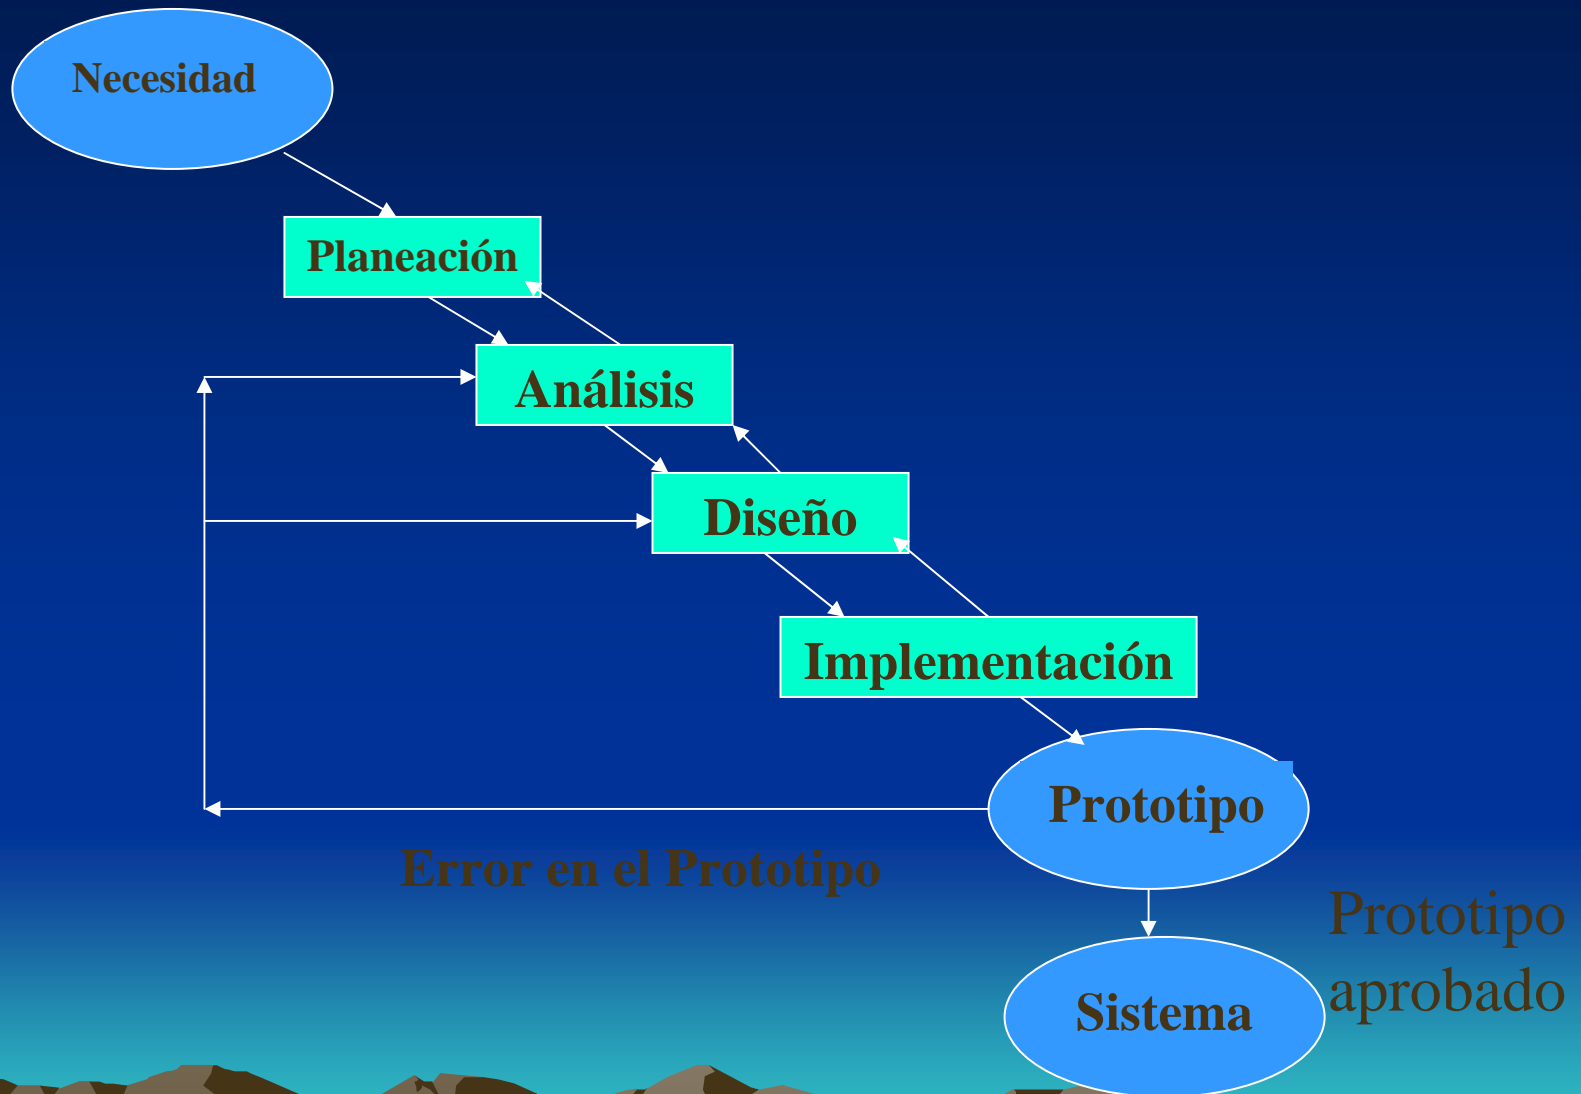 Necesidad
Planeación
Análisis
Diseño
Implementación
Prototipo
Error en el Prototipo
Prototipo
aprobado
Sistema